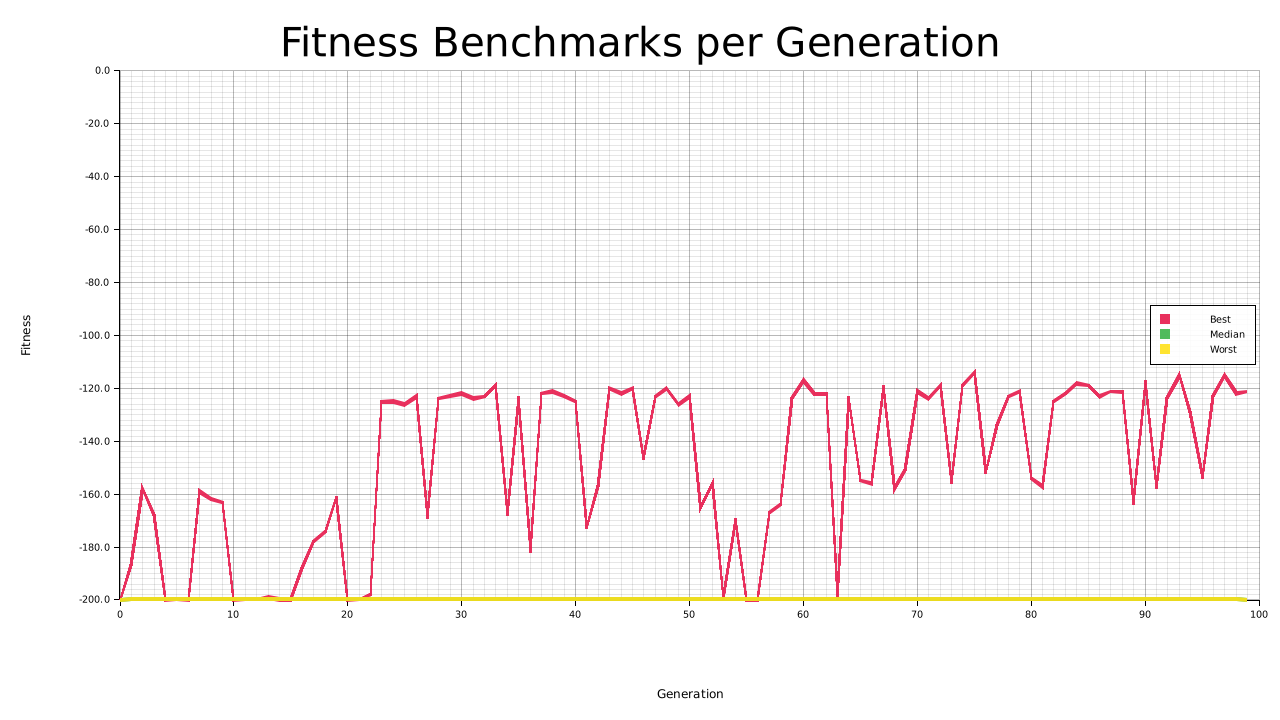 Fitness Benchmarks per Generation
0.0
-20.0
-40.0
-60.0
-80.0
-100.0
-120.0
-140.0
-160.0
-180.0
-200.0
Fitness
Best
Median
Worst
0 10 20 30 40 50 60 70 80 90 100
Generation